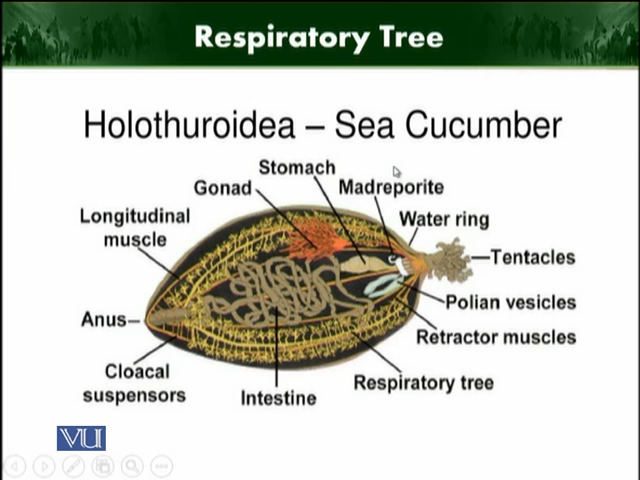 Respiratory Tree
Holothuroidea – Sea Cucumber
Stomach
Gonad
Madreporite
Longitudinal
muscle
Water ring
Tentacles
Polian vesicles
Anus
Retractor muscles
Cloacal
suspensors
Respiratory tree
Intestine
VU